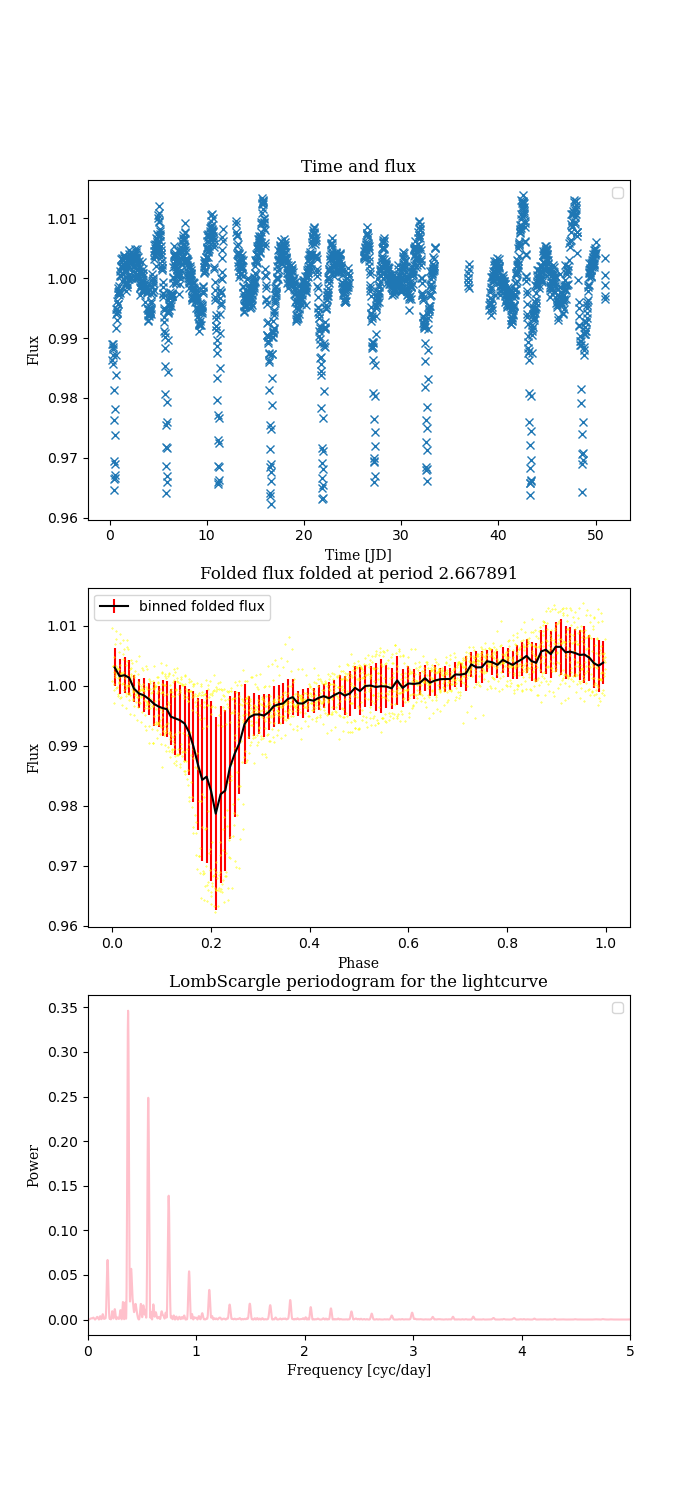 Time and flux
1.01
1.00
0.99
0.98
0.97
0.96
Flux
0 10 20 30 40 50
Time [JD]
Folded flux folded at period 2.667891
binned folded flux
1.01
1.00
0.99
0.98
0.97
0.96
Flux
0.0 0.2 0.4 0.6 0.8 1.0
Phase
LombScargle periodogram for the lightcurve
0.35
0.30
0.25
0.20
0.15
0.10
0.05
0.00
Power
0 1 2 3 4 5
Frequency [cyc/day]